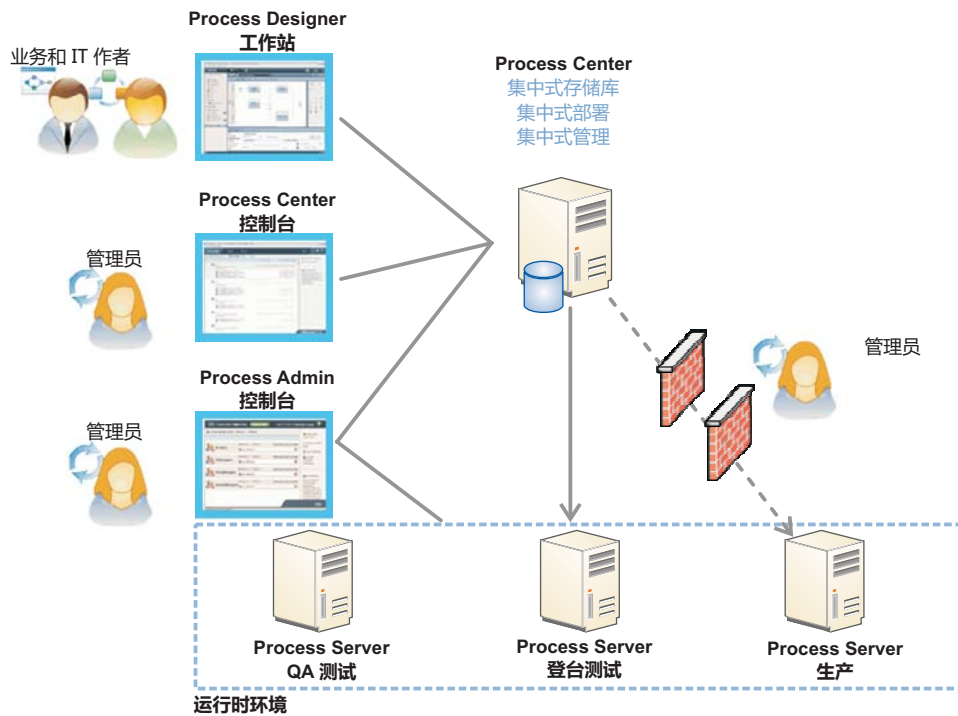 Process Designer
工作站
业务和 IT 作者
Process Center
集中式存储库
集中式部署
集中式管理
Process Center
控制台
管理员
管理员
Process Admin
控制台
管理员
Process Server
QA 测试
Process Server
登台测试
Process Server
生产
运行时环境